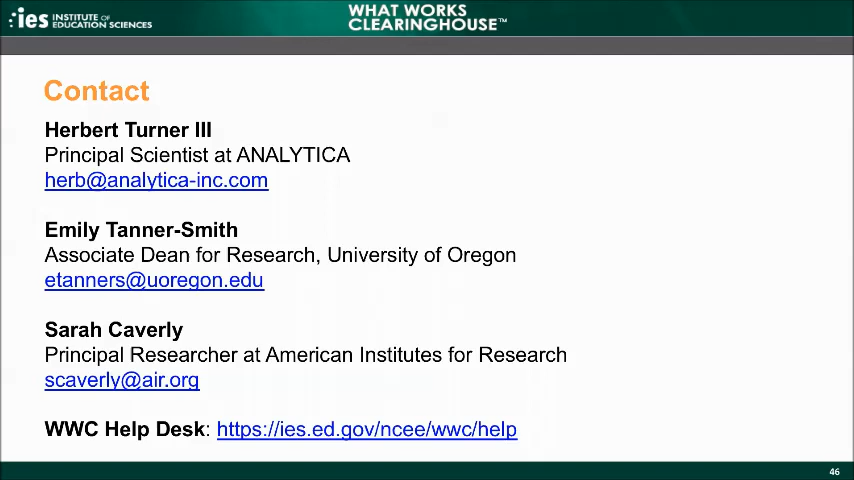 ies INSTITUTE OF
EDUCATION SCIENCES
WHAT WORKS
CLEARINGHOUSE™
Contact
Herbert Turner III
Principal Scientist at ANALYTICA
herb@analytica-inc.com
Emily Tanner-Smith
Associate Dean for Research, University of Oregon
etanners@uoregon.edu
Sarah Caverly
Principal Researcher at American Institutes for Research
scaverly@air.org
WWC Help Desk: https://ies.ed.gov/ncee/wwc/help
46